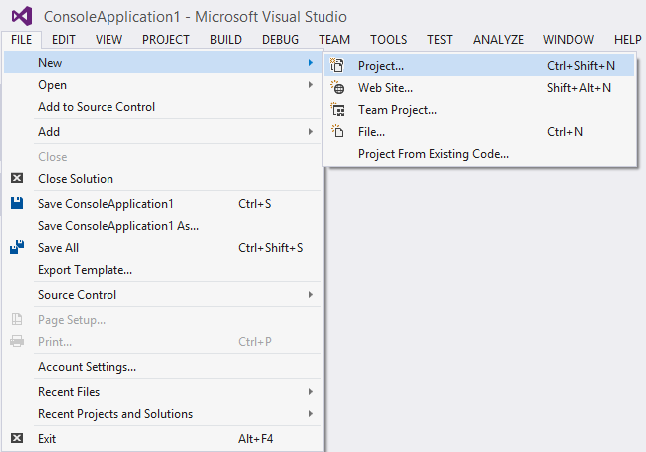 ConsoleApplication1 - Microsoft Visual Studio
FILE EDIT VIEW PROJECT BUILD DEBUG TEAM TOOLS TEST ANALYZE WINDOW HELP
New
Open
Add to Source Control
Add
Close
Close Solution
Save ConsoleApplication1 Ctrl+S
Save ConsoleApplication1 As...
Save All Ctrl+Shift+S
Export Template...
Source Control
Page Setup...
Print... Ctrl+P
Account Settings...
Recent Files
Recent Projects and Solutions
Exit Alt+F4
Project... Ctrl+Shift+N
Web Site... Shift+Alt+N
Team Project...
File... Ctrl+N
Project From Existing Code...